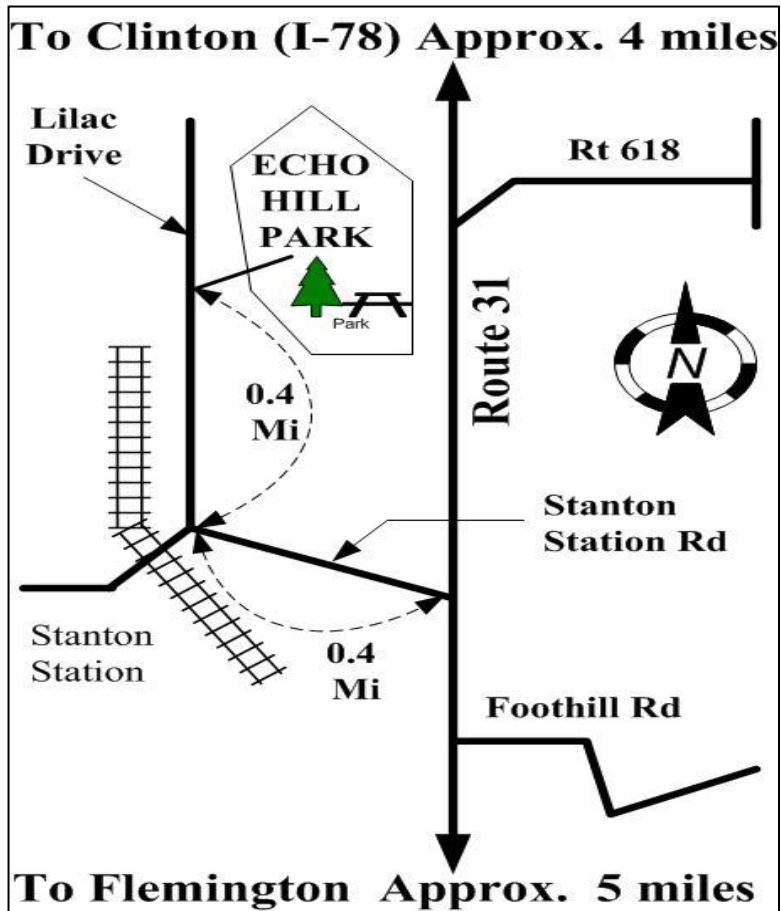 To Clinton (I-78) Approx. 4 miles
Lilac
Drive
ECHO
HILL
PARK
Park
Rt 618
Route 31
N
0.4
Mi
Stanton
Station Rd
Stanton
Station
0.4
Mi
Foothill Rd
To Flemington Approx. 5 miles